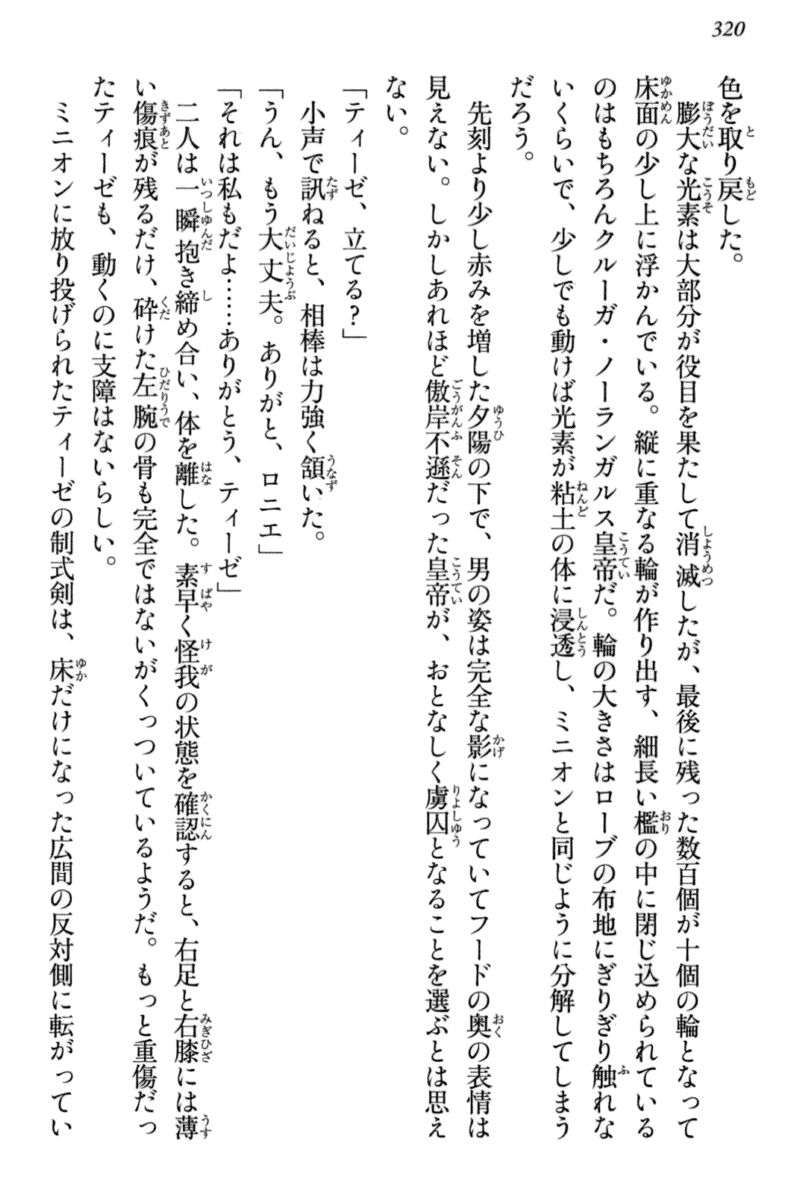 320
色を取り戻した。
　膨大な光素は大部分が役目を果たして消滅したが、最後に残った数百個が十個の輪となって
床面の少し上に浮かんでいる。縦に重なる輪が作り出す、細長い檻の中に閉じ込められている
のはもちろんクルーガ・ノーランガルス皇帝だ。輪の大きさはローブの布地にぎりぎり触れな
いくらいで、少しでも動けば光素が粘土の体に浸透し、ミニオンと同じように分解してしまう
だろう。
　先刻より少し赤みを増した夕陽の下で、男の姿は完全な影になっていてフードの奥の表情は
見えない。しかしあれほど傲岸不遜だった皇帝が、おとなしく虜囚となることを選ぶとは思え
ない。
「ティーゼ、立てる？」
　小声で訊ねると、相棒は力強く頷いた。
「うん、もう大丈夫。ありがと、ロニエ」
「それは私もだよ……ありがとう、ティーゼ」
　二人は一瞬抱き締め合い、体を離した。素早く怪我の状態を確認すると、右足と右膝には薄
い傷痕が残るだけ、砕けた左腕の骨も完全ではないがくっついているようだ。もっと重傷だっ
たティーゼも、動くのに支障はないらしい。
　ミニオンに放り投げられたティーゼの制式剣は、床だけになった広間の反対側に転がってい